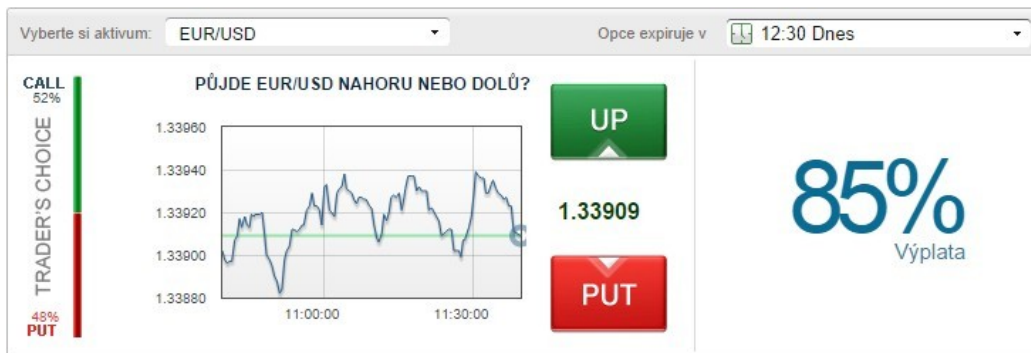 Vyberte si aktivum: EUR/USD Opce expiruje v 12:30 Dnes
CALL
52%
TRADER'S CHOICE
48%
PUT
PŮJDE EUR/USD NAHORU NEBO DOLŮ?
1.33960
1.33940
1.33920
1.33900
1.33880
11:00:00 11:30:00
UP
1.33909
PUT
85%
Výplata